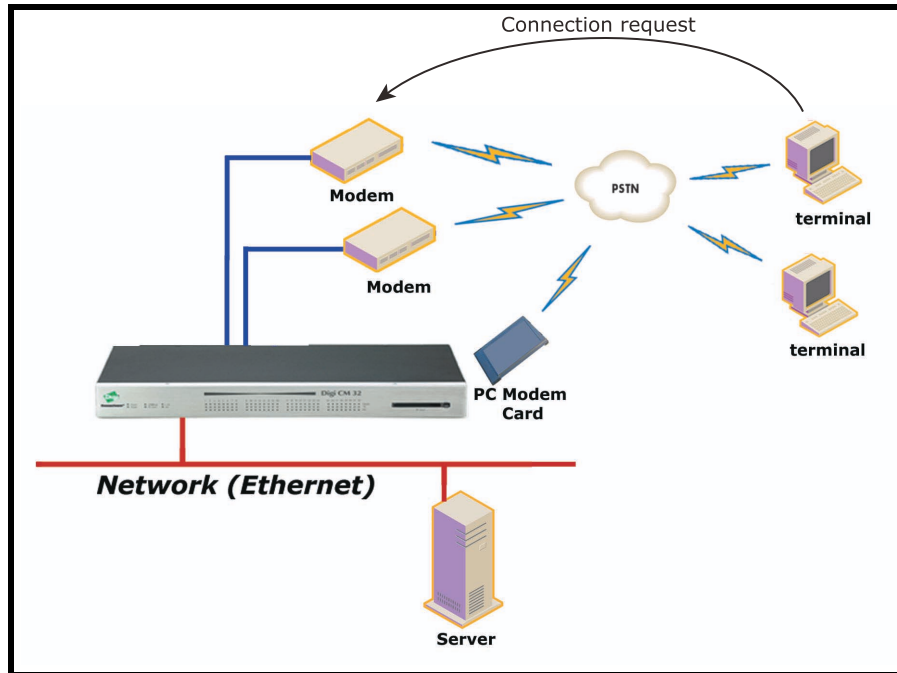 Connection request
PSTN
Modem
terminal
Modem
terminal
Digi CM 32
PC Modem
Card
Network (Ethernet)
Server